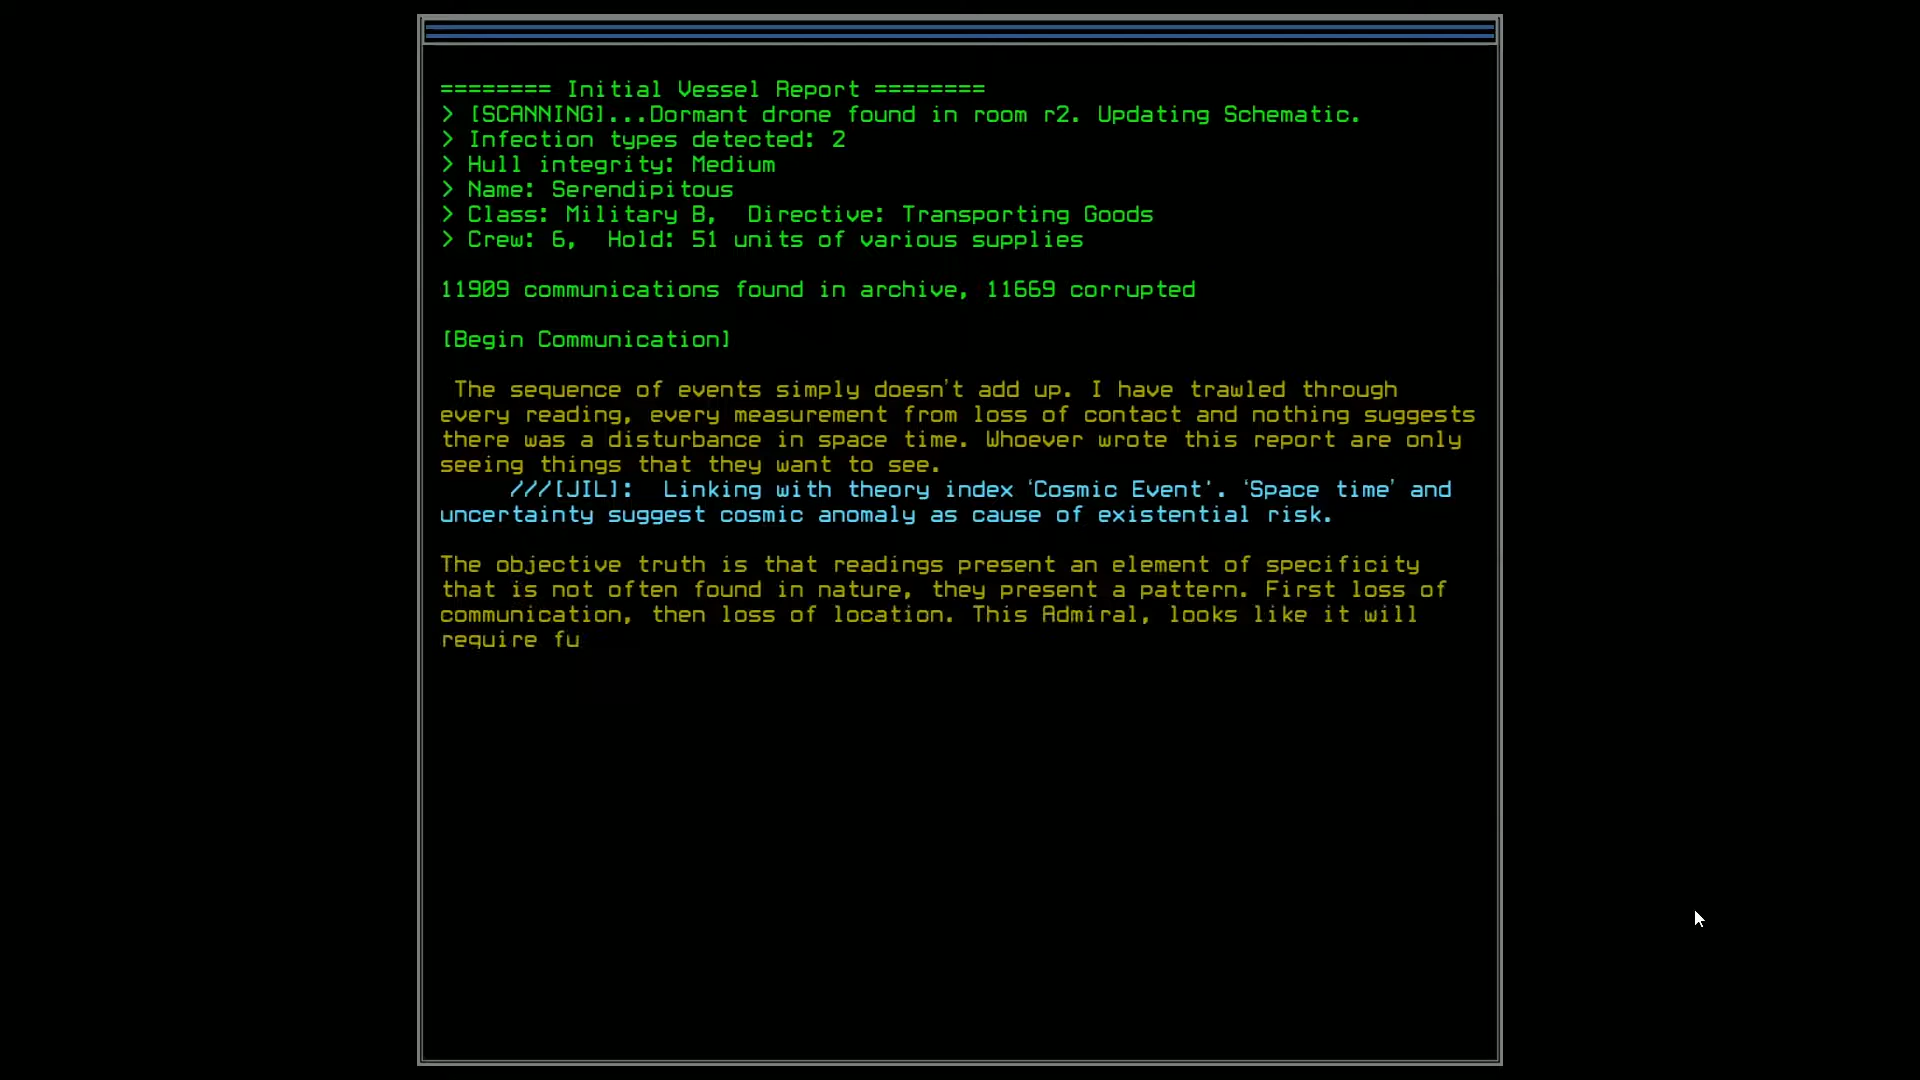 ======== Initial Vessel Report ========
> [SCANNING]...Dormant drone found in room r2. Updating Schematic.
> Infection types detected: 2
> Hull integrity: Medium
> Name: Serendipitous
> Class: Military B,  Directive: Transporting Goods
> Crew: 6,  Hold: 51 units of various supplies
11909 communications found in archive, 11669 corrupted
[Begin Communication]
The sequence of events simply doesn't add up. I have trawled through
every reading, every measurement from loss of contact and nothing suggests
there was a disturbance in space time. Whoever wrote this report are only
seeing things that they want to see.
///[JIL]:  Linking with theory index ‘Cosmic Event’. ‘Space time’ and
uncertainty suggest cosmic anomaly as cause of existential risk.
The objective truth is that readings present an element of specificity
that is not often found in nature, they present a pattern. First loss of
communication, then loss of location. This Admiral, looks like it will
require fu